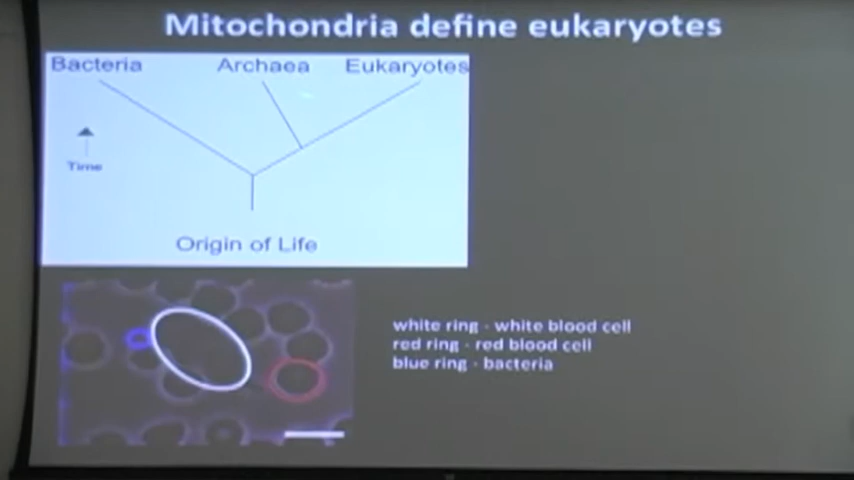 Mitochondria define eukaryotes
Bacteria Archaea Eukaryotes
Time
Origin of Life
white ring - white blood cell
red ring - red blood cell
blue ring - bacteria